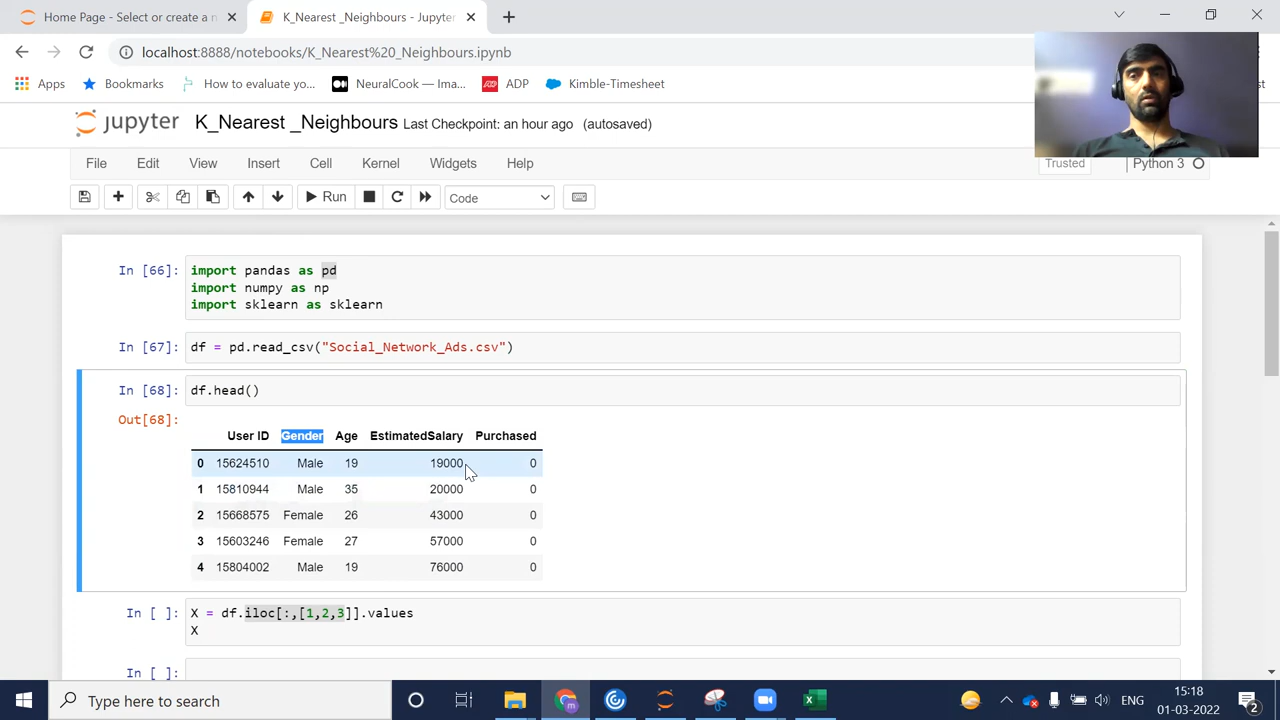 Home Page - Select or create a n
K_Nearest _Neighbours - Jupyter
localhost:8888/notebooks/K_Nearest%20_Neighbours.ipynb
Apps
Bookmarks
How to evaluate yo...
NeuralCook — Ima...
ADP
Kimble-Timesheet
jupyter
K_Nearest _Neighbours Last Checkpoint: an hour ago (autosaved)
File Edit View Insert Cell Kernel Widgets Help
Trusted
Python 3
Run
Code
In [66]: import pandas as pd
import numpy as np
import sklearn as sklearn
In [67]: df = pd.read_csv("Social_Network_Ads.csv")
In [68]: df.head()
Out[68]:
User ID Gender Age EstimatedSalary Purchased
0 15624510 Male 19 19000 0
1 15810944 Male 35 20000 0
2 15668575 Female 26 43000 0
3 15603246 Female 27 57000 0
4 15804002 Male 19 76000 0
In [ ]: X = df.iloc[:,[1,2,3]].values
X
In [ ]:
Type here to search
ENG
15:18
01-03-2022
2